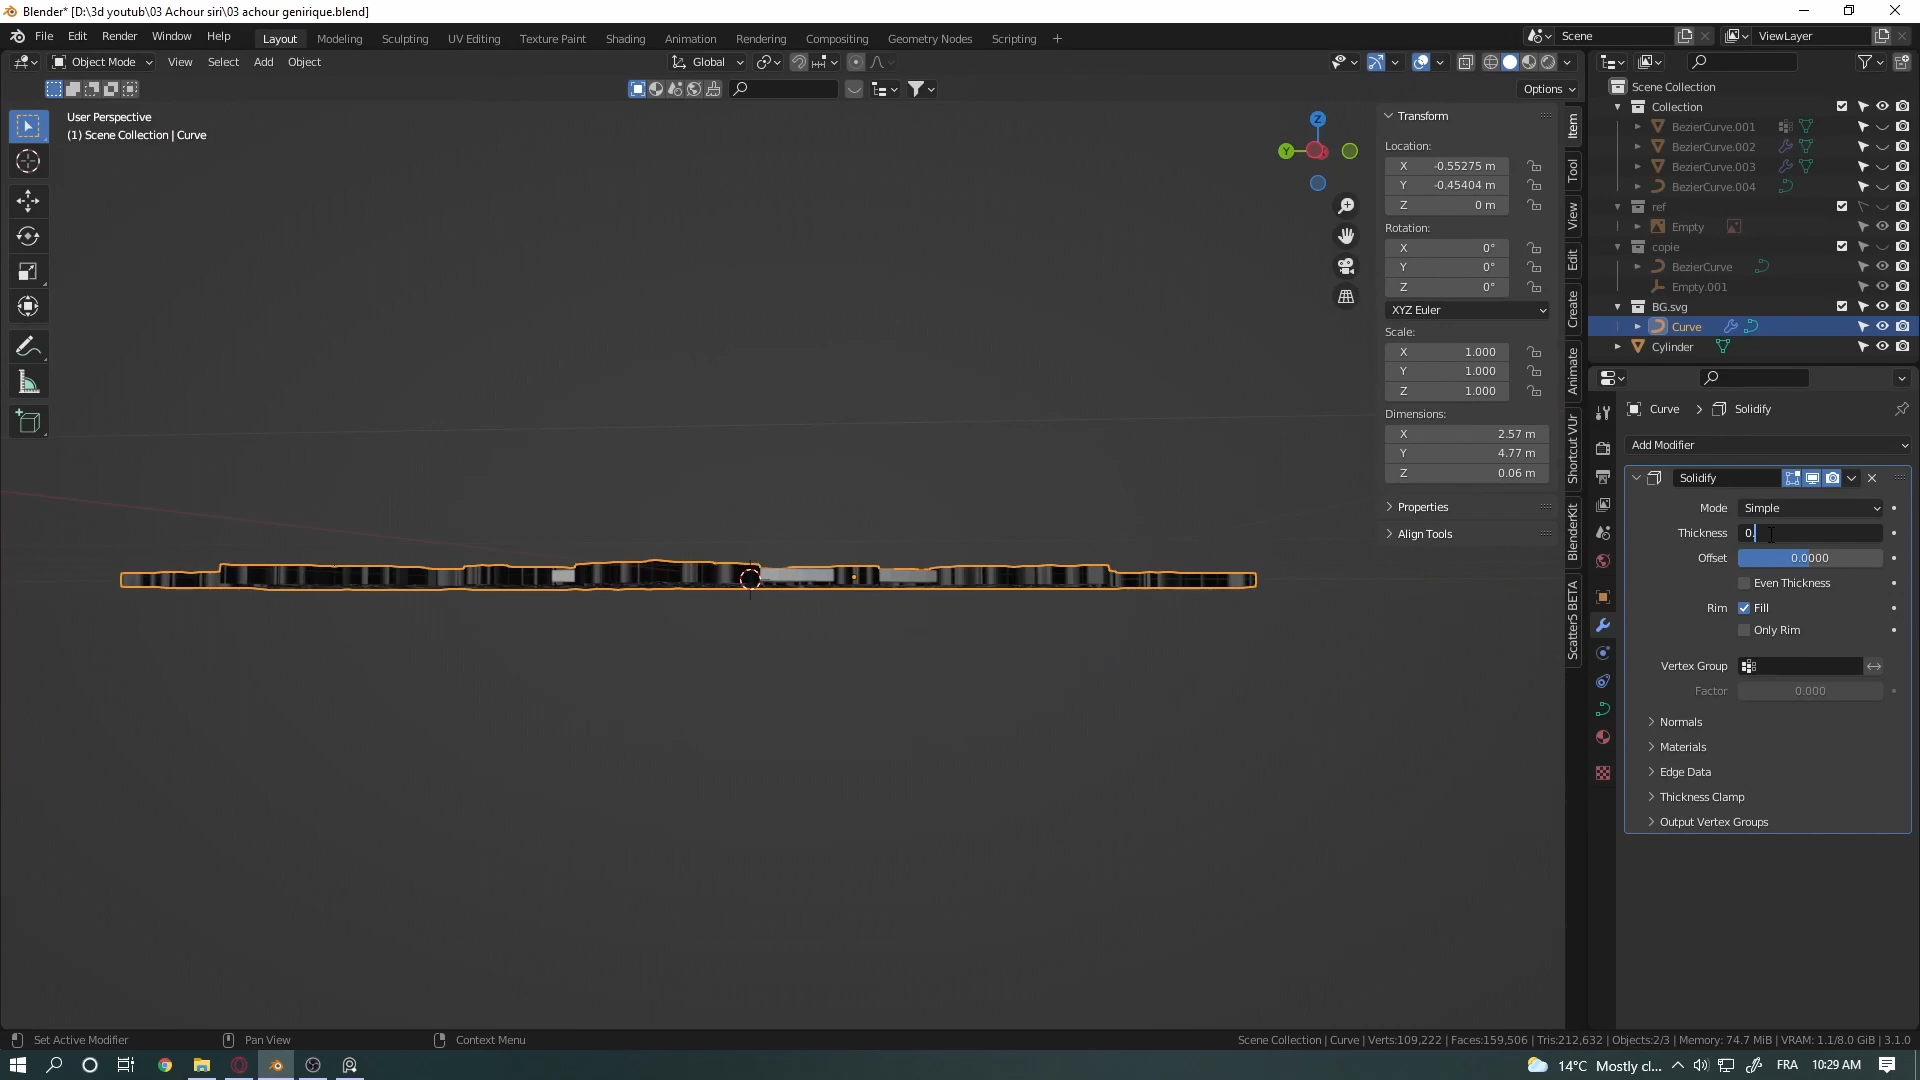 Blender* [D:\3d youtub\03 Achour siri\03 achour genirique.blend]
File Edit Render Window Help Layout Modeling Sculpting UV Editing Texture Paint Shading Animation Rendering Compositing Geometry Nodes Scripting + Scene ViewLayer
Object Mode View Select Add Object Global
Options
User Perspective
(1) Scene Collection | Curve
Z
Y
Transform
Location:
X -0.55275 m
Y -0.45404 m
Z 0 m
Rotation:
X 0°
Y 0°
Z 0°
XYZ Euler
Scale:
X 1.000
Y 1.000
Z 1.000
Dimensions:
X 2.57 m
Y 4.77 m
Z 0.06 m
Properties
Align Tools
Item
Tool
View
Edit
Create
Animate
Shortcut VUr
BlenderKit
Scatter5 BETA
Scene Collection
Collection
BezierCurve.001
BezierCurve.002
BezierCurve.003
BezierCurve.004
ref
Empty
copie
BezierCurve
Empty.001
BG.svg
Curve
Cylinder
Curve > Solidify
Add Modifier
Solidify
Mode Simple
Thickness 0.
Offset 0.0000
Even Thickness
Rim Fill
Only Rim
Vertex Group
Factor 0.000
Normals
Materials
Edge Data
Thickness Clamp
Output Vertex Groups
Set Active Modifier Pan View Context Menu Scene Collection | Curve | Verts:109,222 | Faces:159,506 | Tris:212,632 | Objects:2/3 | Memory: 74.7 MiB | VRAM: 1.1/8.0 GiB | 3.1.0
14°C Mostly cl... FRA 10:29 AM